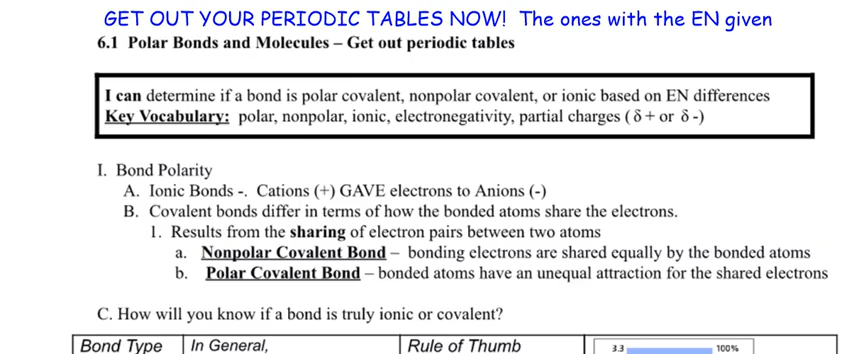 GET OUT YOUR PERIODIC TABLES NOW! The ones with the EN given
6.1 Polar Bonds and Molecules – Get out periodic tables
I can determine if a bond is polar covalent, nonpolar covalent, or ionic based on EN differences
Key Vocabulary: polar, nonpolar, ionic, electronegativity, partial charges ( δ + or δ -)
I. Bond Polarity
A. Ionic Bonds -. Cations (+) GAVE electrons to Anions (-)
B. Covalent bonds differ in terms of how the bonded atoms share the electrons.
1. Results from the sharing of electron pairs between two atoms
a. Nonpolar Covalent Bond – bonding electrons are shared equally by the bonded atoms
b. Polar Covalent Bond – bonded atoms have an unequal attraction for the shared electrons
C. How will you know if a bond is truly ionic or covalent?
Bond Type In General, Rule of Thumb 3.3 100%